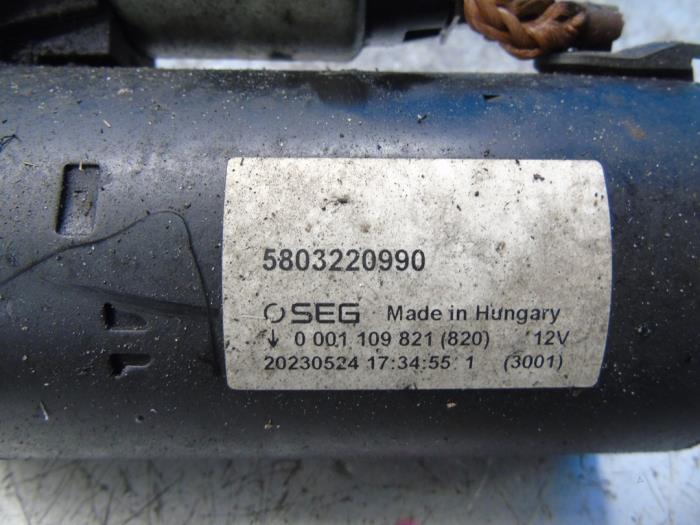 5803220990
SEG Made in Hungary
0 001 109 821 (820) 12V
20230524 17:34:55 1 (3001)